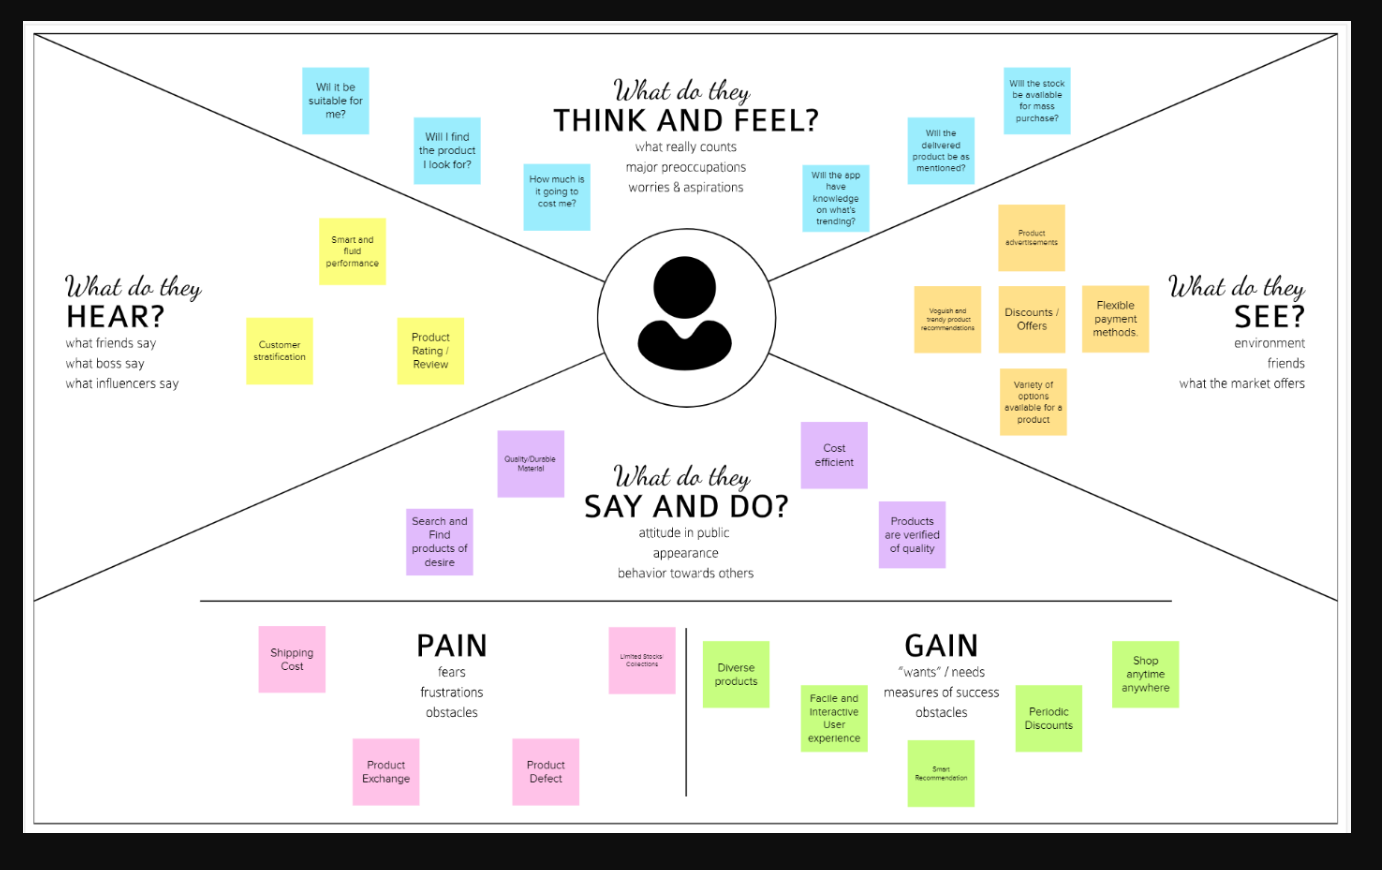 What do they
THINK AND FEEL?
what really counts
major preoccupations
worries & aspirations
Wil it be
suitable for
me?
Will I find
the product
I look for?
How much is
it going to
cost me?
Will the app
have
knowledge
on what's
trending?
Will the
delivered
product be as
mentioned?
Will the stock
be available
for mass
purchase?
What do they
HEAR?
what friends say
what boss say
what influencers say
Smart and
fluid
performance
Customer
stratification
Product
Rating /
Review
What do they
SEE?
environment
friends
what the market offers
Product
advertisements
Voguish and
trendy product
recommendations
Discounts /
Offers
Flexible
payment
methods.
Variety of
options
available for a
product
What do they
SAY AND DO?
attitude in public
appearance
behavior towards others
Quality/Durable
Material
Search and
Find
products of
desire
Cost
efficient
Products
are verified
of quality
PAIN
fears
frustrations
obstacles
Shipping
Cost
Product
Exchange
Product
Defect
Limited Stocks
Collections
GAIN
"wants" / needs
measures of success
obstacles
Diverse
products
Facile and
Interactive
User
experience
Smart
Recommendation
Periodic
Discounts
Shop
anytime
anywhere